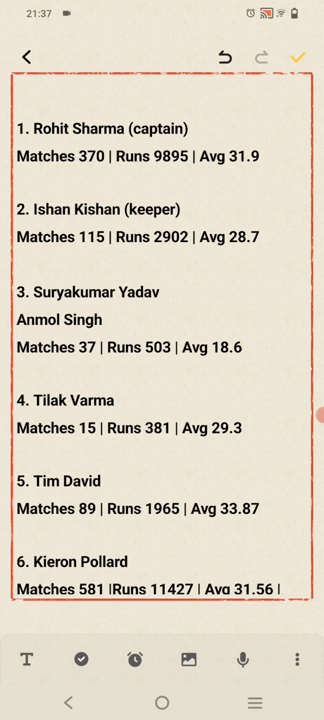 21:37
1. Rohit Sharma (captain)
Matches 370 | Runs 9895 | Avg 31.9
2. Ishan Kishan (keeper)
Matches 115 | Runs 2902 | Avg 28.7
3. Suryakumar Yadav
Anmol Singh
Matches 37 | Runs 503 | Avg 18.6
4. Tilak Varma
Matches 15 | Runs 381 | Avg 29.3
5. Tim David
Matches 89 | Runs 1965 | Avg 33.87
6. Kieron Pollard
Matches 581 |Runs 11427 | Avg 31.56 |
T